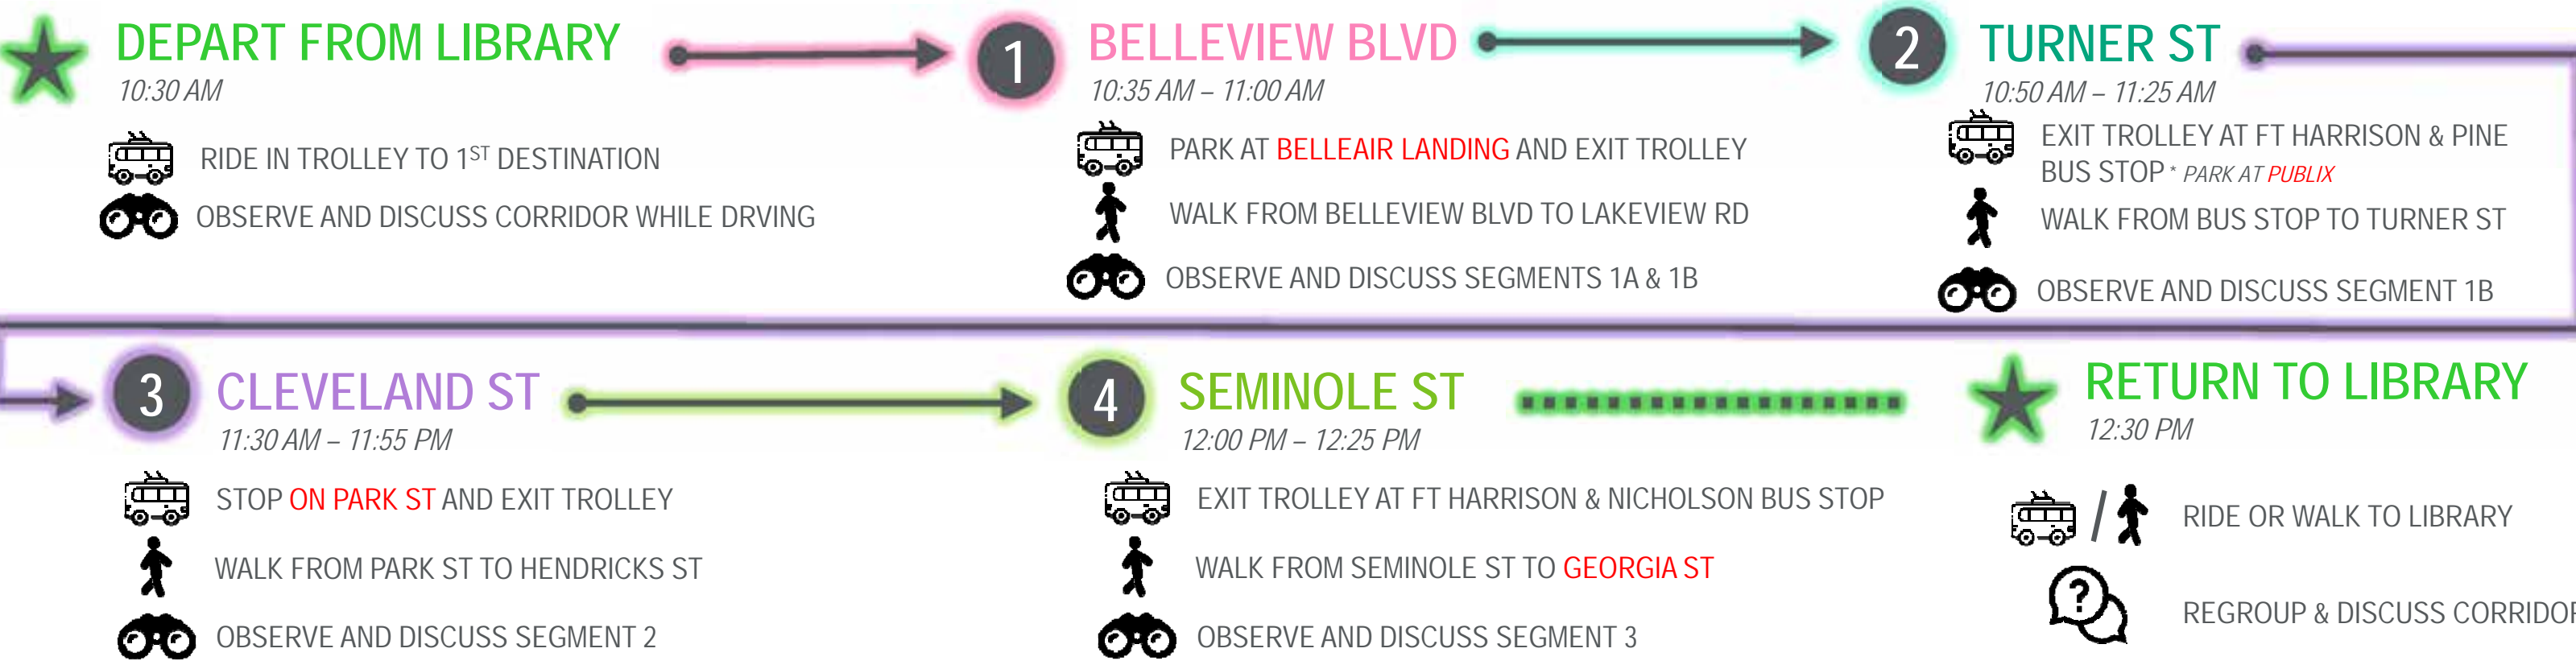 DEPART FROM LIBRARY
10:30 AM
RIDE IN TROLLEY TO 1ST DESTINATION
OBSERVE AND DISCUSS CORRIDOR WHILE DRVING
1
BELLEVIEW BLVD
10:35 AM – 11:00 AM
PARK AT BELLEAIR LANDING AND EXIT TROLLEY
WALK FROM BELLEVIEW BLVD TO LAKEVIEW RD
OBSERVE AND DISCUSS SEGMENTS 1A & 1B
2
TURNER ST
10:50 AM – 11:25 AM
EXIT TROLLEY AT FT HARRISON & PINE
BUS STOP * PARK AT PUBLIX
WALK FROM BUS STOP TO TURNER ST
OBSERVE AND DISCUSS SEGMENT 1B
3
CLEVELAND ST
11:30 AM – 11:55 PM
STOP ON PARK ST AND EXIT TROLLEY
WALK FROM PARK ST TO HENDRICKS ST
OBSERVE AND DISCUSS SEGMENT 2
4
SEMINOLE ST
12:00 PM – 12:25 PM
EXIT TROLLEY AT FT HARRISON & NICHOLSON BUS STOP
WALK FROM SEMINOLE ST TO GEORGIA ST
OBSERVE AND DISCUSS SEGMENT 3
RETURN TO LIBRARY
12:30 PM
/
RIDE OR WALK TO LIBRARY
?
REGROUP & DISCUSS CORRIDOR